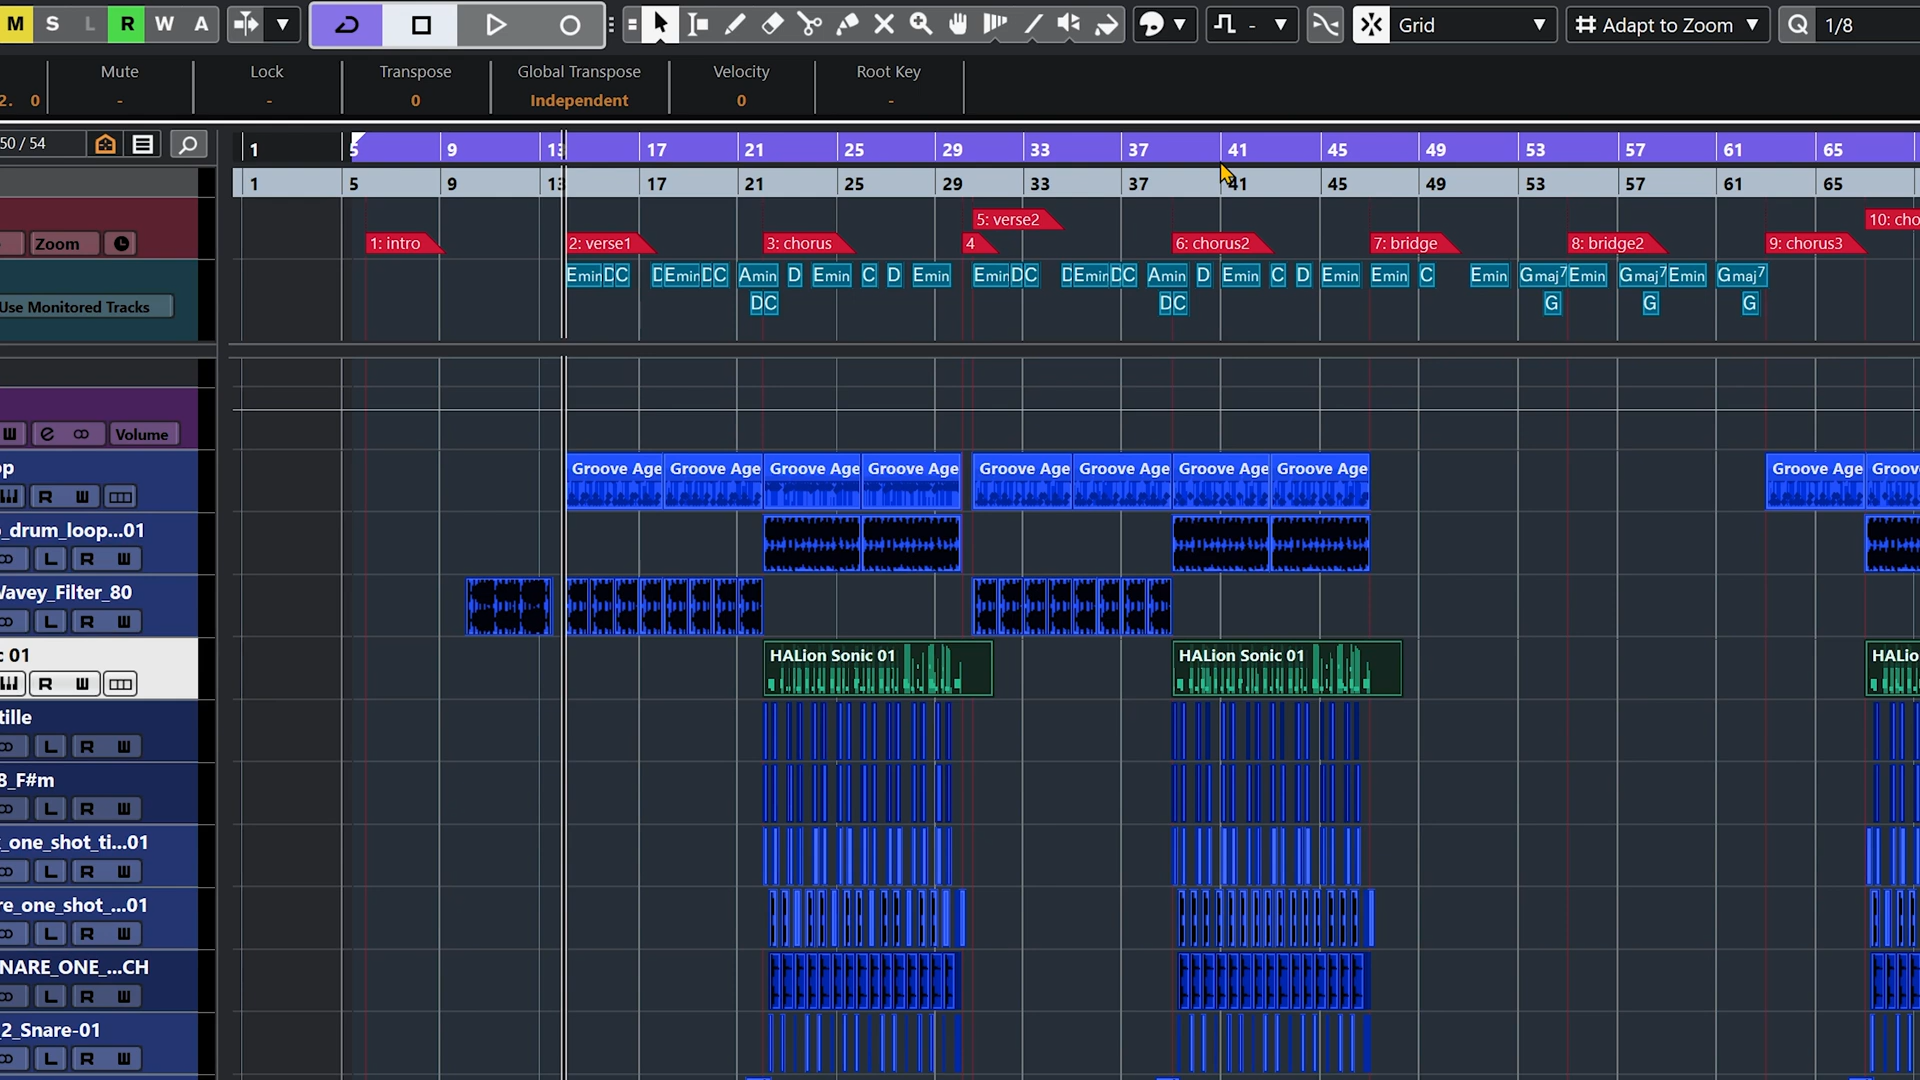 M S L R W A - Grid Adapt to Zoom 1/8
Mute Lock Transpose Global Transpose Velocity Root Key
2. 0 - - 0 Independent 0 -
50 / 54
1 5 9 13 17 21 25 29 33 37 41 45 49 53 57 61 65
1 5 9 13 17 21 25 29 33 37 41 45 49 53 57 61 65
5: verse2 10: cho
Zoom 1: intro 2: verse1 3: chorus 4 6: chorus2 7: bridge 8: bridge2 9: chorus3
Emin D C D Emin D C Amin D Emin C D Emin Emin D C D Emin D C Amin D Emin C D Emin Emin C Emin Gmaj7 Emin Gmaj7 Emin Gmaj7
Use Monitored Tracks D C D C G G G
W e Volume
op Groove Age Groove Age Groove Age Groove Age Groove Age Groove Age Groove Age Groove Age Groove Age Groov
R W
_drum_loop...01
L R W
Wavey_Filter_80
L R W
c 01 HALion Sonic 01 HALion Sonic 01 HALio
R W
tille
L R W
8_F#m
L R W
_one_shot_ti...01
L R W
re_one_shot_...01
L R W
NARE_ONE_...CH
L R W
_2_Snare-01
L R W